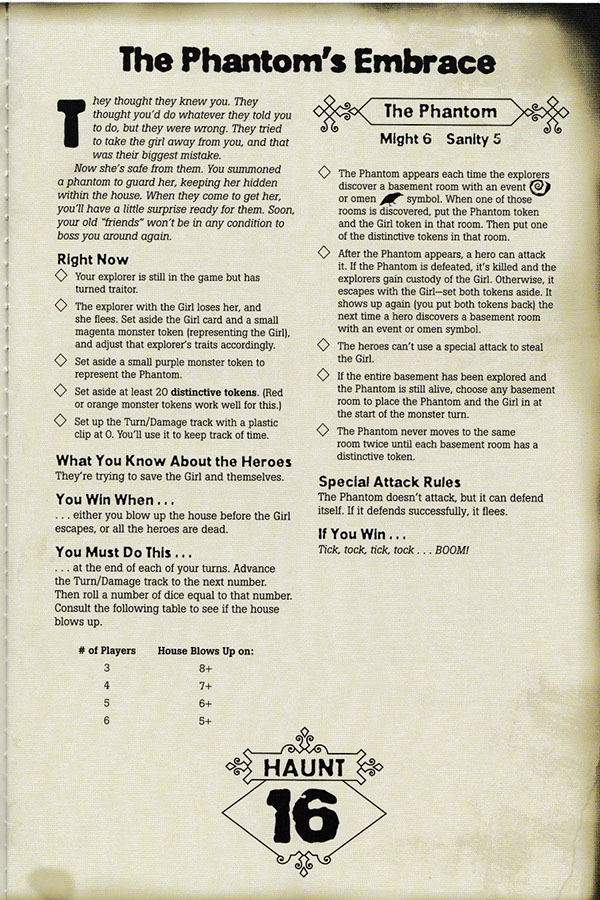 The Phantom's Embrace
They thought they knew you. They
thought you'd do whatever they told you
to do, but they were wrong. They tried
to take the girl away from you, and that
was their biggest mistake.
Now she's safe from them. You summoned
a phantom to guard her, keeping her hidden
within the house. When they come to get her,
you'll have a little surprise ready for them. Soon,
your old "friends" won't be in any condition to
boss you around again.
Right Now
Your explorer is still in the game but has
turned traitor.
The explorer with the Girl loses her, and
she flees. Set aside the Girl card and a small
magenta monster token (representing the Girl),
and adjust that explorer's traits accordingly.
Set aside a small purple monster token to
represent the Phantom.
Set aside at least 20 distinctive tokens. (Red
or orange monster tokens work well for this.)
Set up the Turn/Damage track with a plastic
clip at 0. You'll use it to keep track of time.
What You Know About the Heroes
They're trying to save the Girl and themselves.
You Win When . . .
. . . either you blow up the house before the Girl
escapes, or all the heroes are dead.
You Must Do This . . .
. . . at the end of each of your turns. Advance
the Turn/Damage track to the next number.
Then roll a number of dice equal to that number.
Consult the following table to see if the house
blows up.
# of Players House Blows Up on:
3 8+
4 7+
5 6+
6 5+
The Phantom
Might 6 Sanity 5
The Phantom appears each time the explorers
discover a basement room with an event
or omen symbol. When one of those
rooms is discovered, put the Phantom token
and the Girl token in that room. Then put one
of the distinctive tokens in that room.
After the Phantom appears, a hero can attack
it. If the Phantom is defeated, it's killed and the
explorers gain custody of the Girl. Otherwise, it
escapes with the Girl—set both tokens aside. It
shows up again (you put both tokens back) the
next time a hero discovers a basement room
with an event or omen symbol.
The heroes can't use a special attack to steal
the Girl.
If the entire basement has been explored and
the Phantom is still alive, choose any basement
room to place the Phantom and the Girl in at
the start of the monster turn.
The Phantom never moves to the same
room twice until each basement room has a
distinctive token.
Special Attack Rules
The Phantom doesn't attack, but it can defend
itself. If it defends successfully, it flees.
If You Win . . .
Tick, tock, tick, tock . . . BOOM!
HAUNT
16